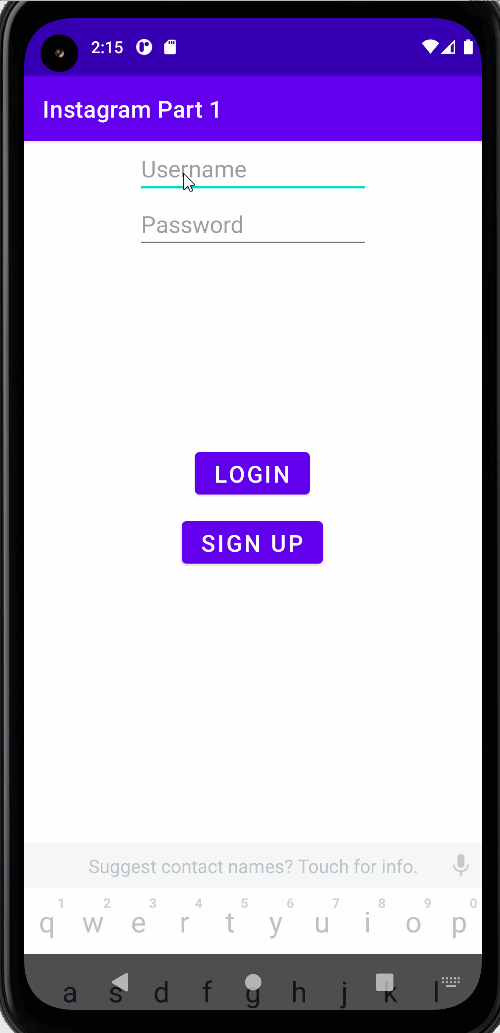 2:15
Instagram Part 1
Username
Password
LOGIN
SIGN UP
Suggest contact names? Touch for info.
1 2 3 4 5 6 7 8 9 0
q w e r t y u i o p
a s d f g h j k l